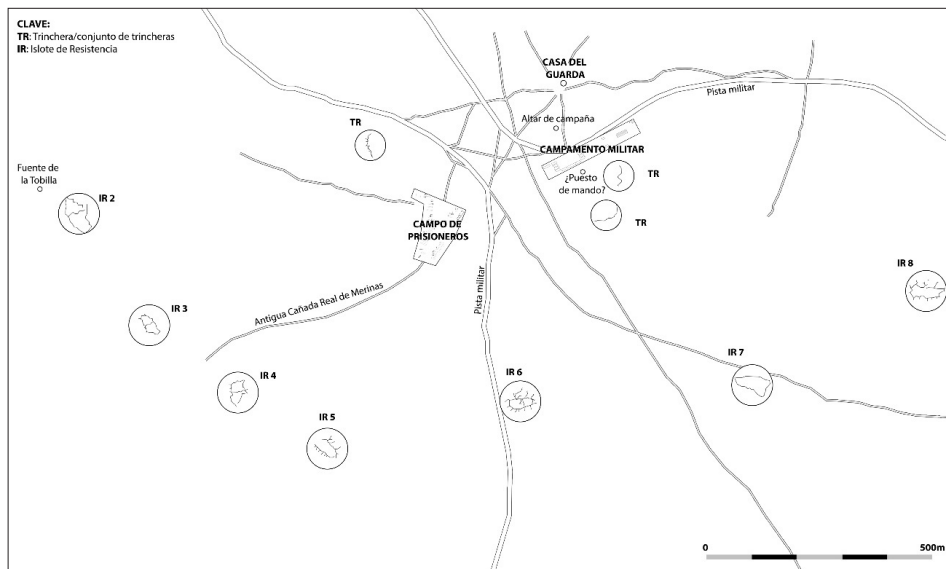 CLAVE:
TR: Trinchera/conjunto de trincheras
IR: Islote de Resistencia
CASA DEL
GUARDA
Pista militar
Altar de campaña
TR
CAMPAMENTO MILITAR
¿Puesto
de mando?
TR
Fuente de
la Tobilla
IR 2
TR
CAMPO DE
PRISIONEROS
IR 8
Pista militar
Antigua Cañada Real de Merinas
IR 3
IR 7
IR 4
IR 6
IR 5
0
500m